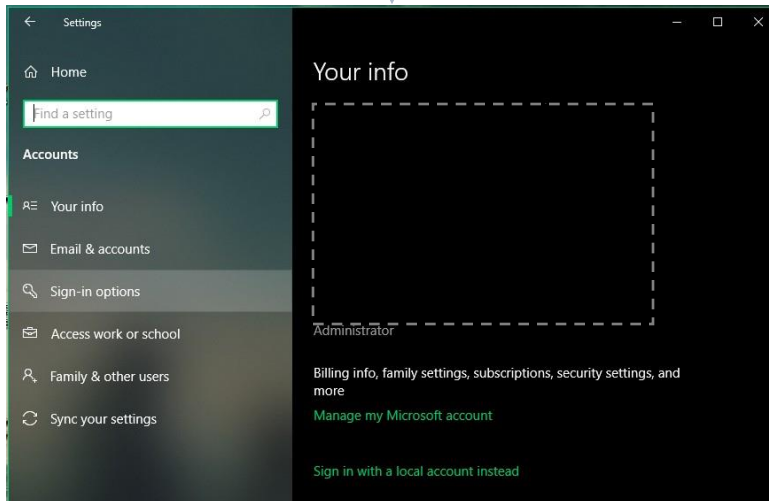 Settings
Home
Find a setting
Accounts
Your info
Email & accounts
Sign-in options
Access work or school
Family & other users
Sync your settings
Your info
Administrator
Billing info, family settings, subscriptions, security settings, and
more
Manage my Microsoft account
Sign in with a local account instead